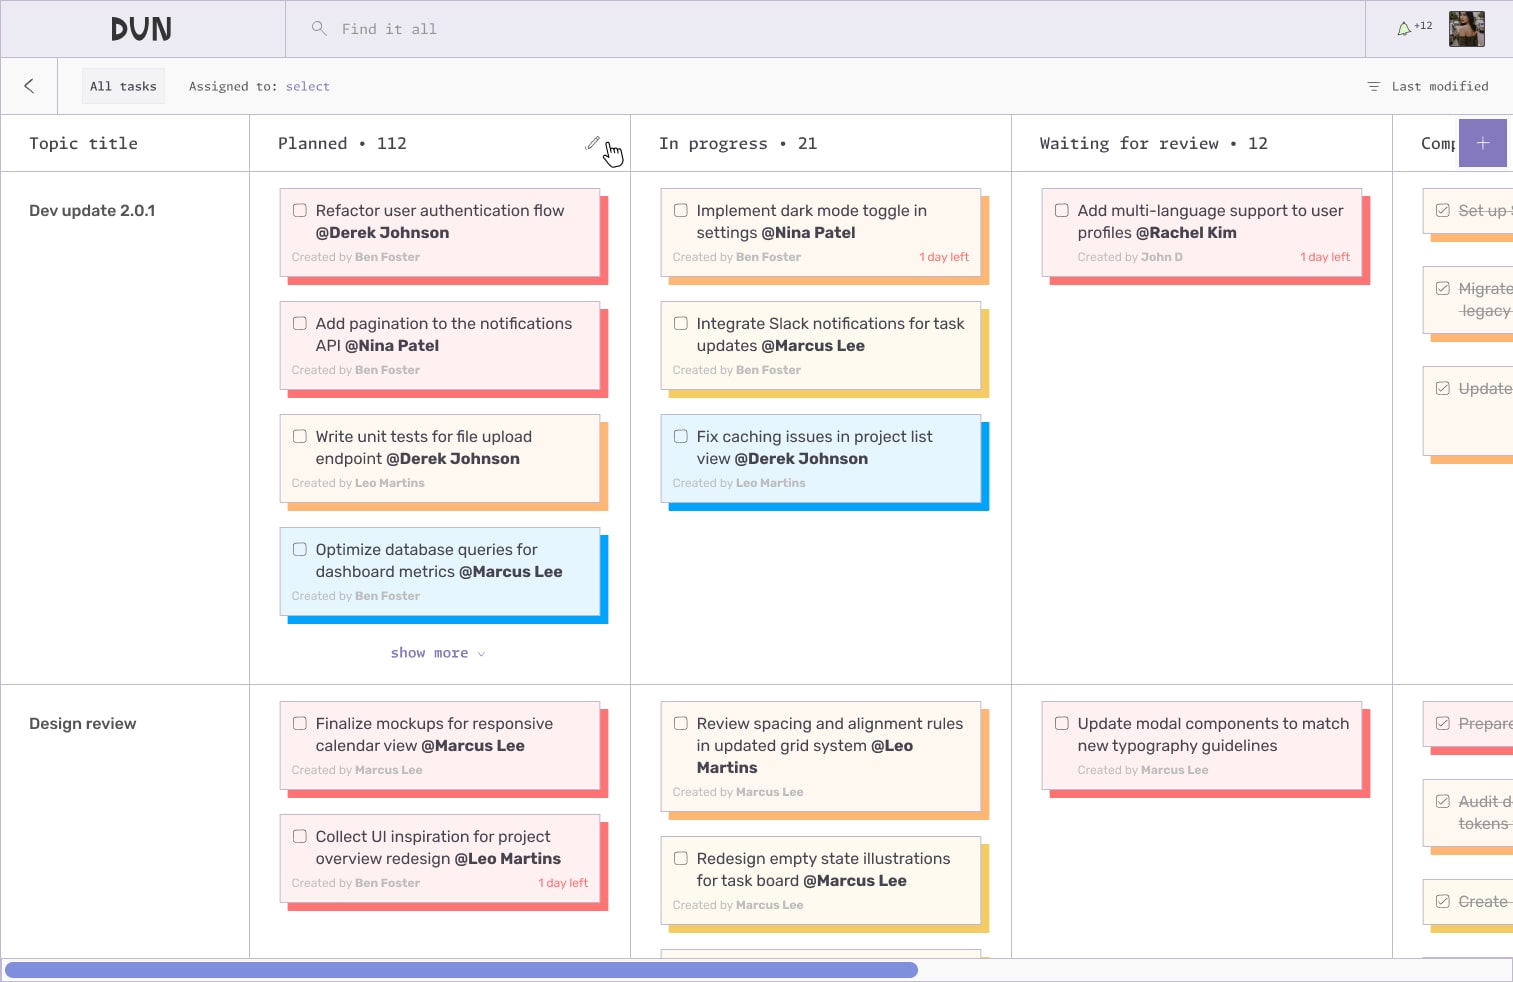 DUN
Find it all
+12
All tasks
Assigned to: select
Last modified
Topic title
Planned • 112
In progress • 21
Waiting for review • 12
Comp
+
Dev update 2.0.1
Refactor user authentication flow
@Derek Johnson
Created by Ben Foster
Add pagination to the notifications
API @Nina Patel
Created by Ben Foster
Write unit tests for file upload
endpoint @Derek Johnson
Created by Leo Martins
Optimize database queries for
dashboard metrics @Marcus Lee
Created by Ben Foster
show more
Implement dark mode toggle in
settings @Nina Patel
Created by Ben Foster
1 day left
Integrate Slack notifications for task
updates @Marcus Lee
Created by Ben Foster
Fix caching issues in project list
view @Derek Johnson
Created by Leo Martins
Add multi-language support to user
profiles @Rachel Kim
Created by John D
1 day left
Set up
Migrate
legacy
Update
Design review
Finalize mockups for responsive
calendar view @Marcus Lee
Created by Marcus Lee
Collect UI inspiration for project
overview redesign @Leo Martins
Created by Ben Foster
1 day left
Review spacing and alignment rules
in updated grid system @Leo
Martins
Created by Marcus Lee
Redesign empty state illustrations
for task board @Marcus Lee
Created by Marcus Lee
Update modal components to match
new typography guidelines
Created by Marcus Lee
Prepare
Audit d
tokens
Create